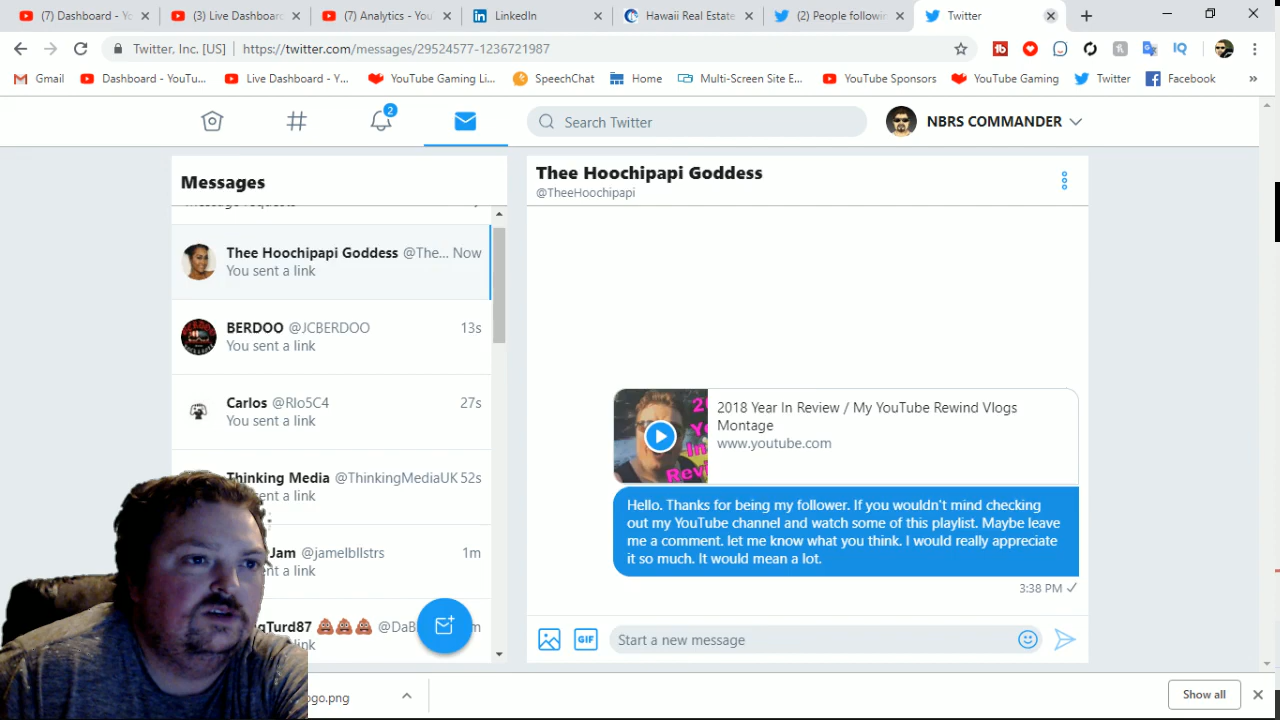 (7) Dashboard - Yo
(3) Live Dashboar
(7) Analytics - You
LinkedIn
Hawaii Real Estate
(2) People followin
Twitter
Twitter, Inc. [US] | https://twitter.com/messages/29524577-1236721987
Gmail
Dashboard - YouTu...
Live Dashboard - Y...
YouTube Gaming Li...
SpeechChat
Home
Multi-Screen Site E...
YouTube Sponsors
YouTube Gaming
Twitter
Facebook
»
2
Search Twitter
NBRS COMMANDER
Messages
Thee Hoochipapi Goddess
@TheeHoochipapi
Thee Hoochipapi Goddess @The... Now
You sent a link
BERDOO @JCBERDOO 13s
You sent a link
Carlos @RIo5C4 27s
You sent a link
Thinking Media @ThinkingMediaUK 52s
sent a link
Jam @jamelbllstrs 1m
a link
gTurd87 💩💩💩 @DaB
link
2018 Year In Review / My YouTube Rewind Vlogs
Montage
www.youtube.com
Hello. Thanks for being my follower. If you wouldn't mind checking
out my YouTube channel and watch some of this playlist. Maybe leave
me a comment. let me know what you think. I would really appreciate
it so much. It would mean a lot.
3:38 PM ✓
GIF
Start a new message
ogo.png
Show all